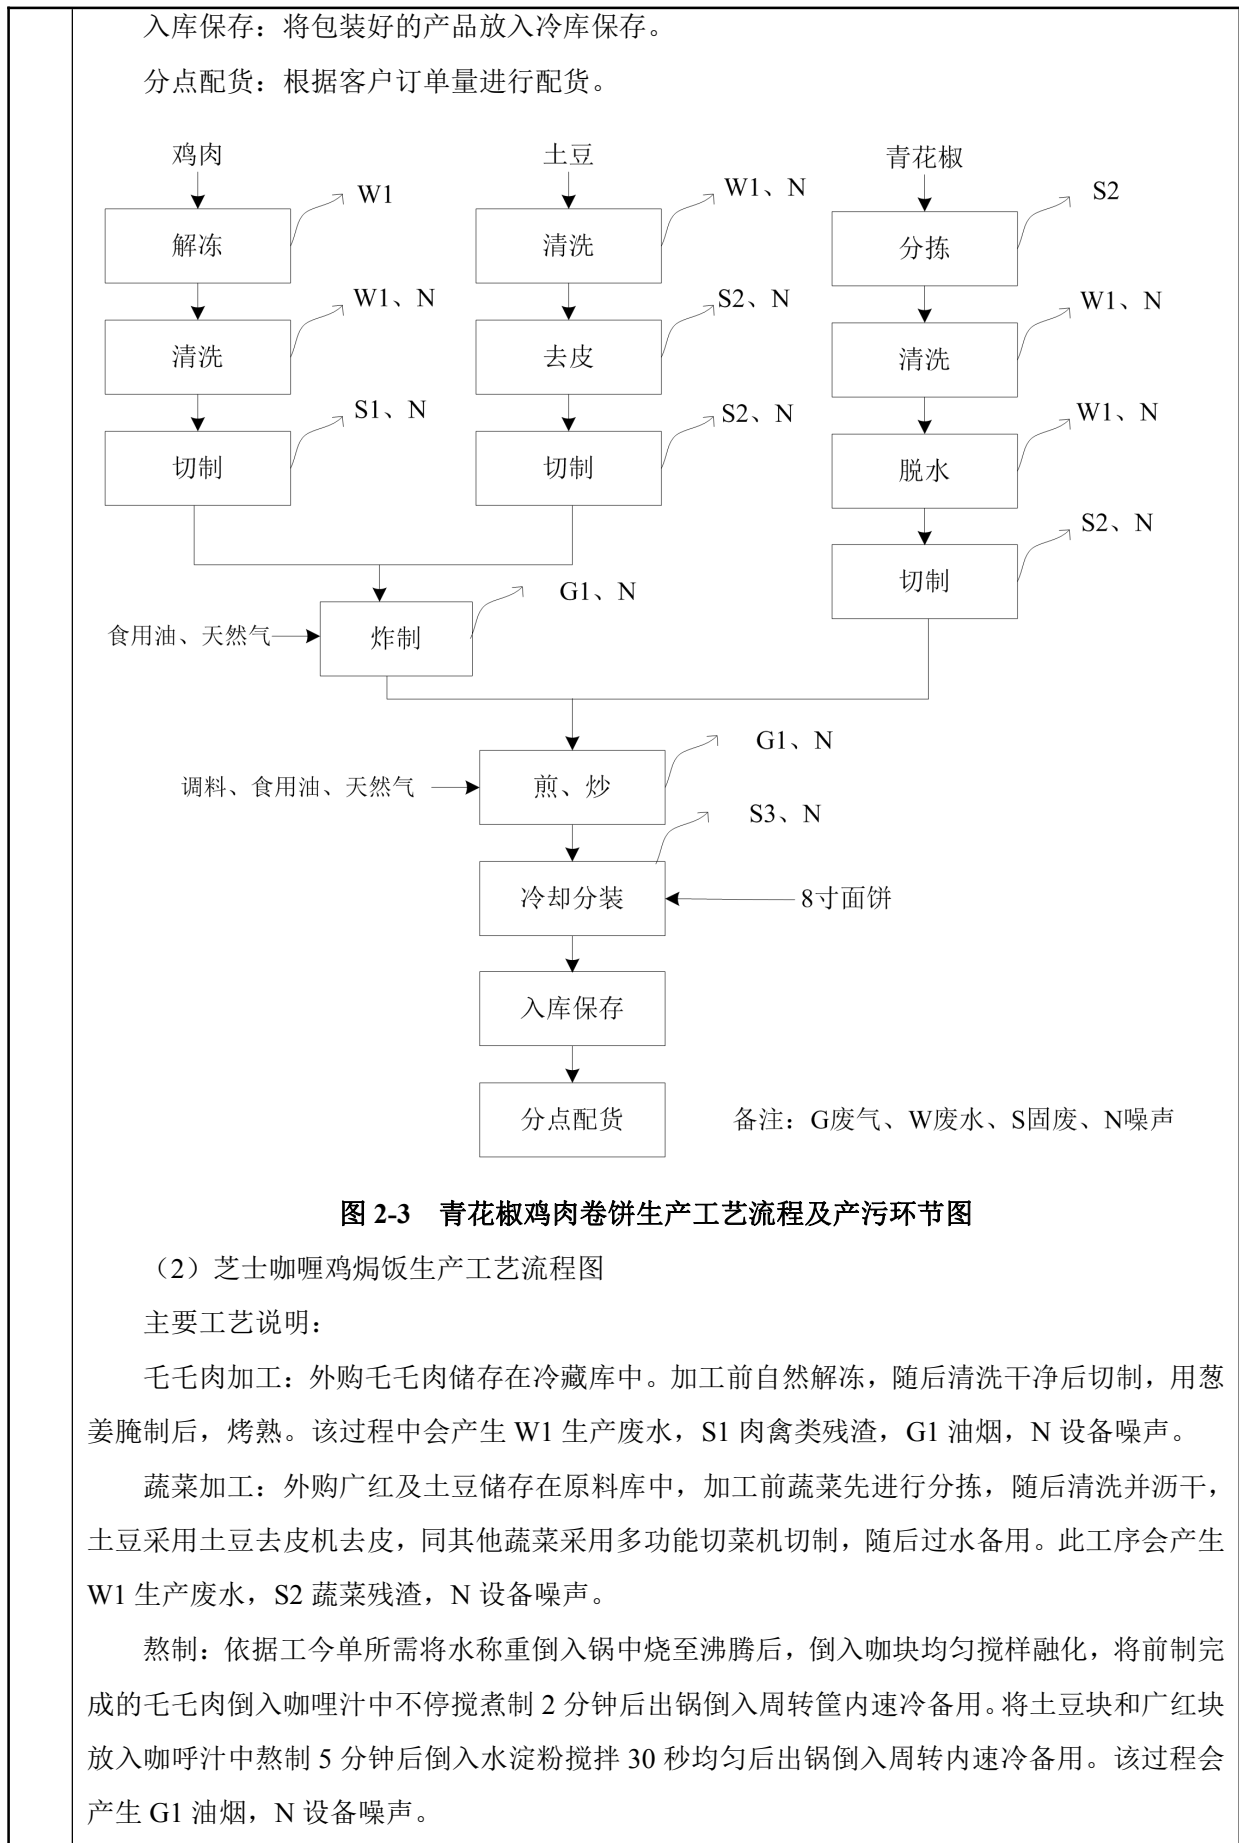 入库保存：将包装好的产品放入冷库保存。
分点配货：根据客户订单量进行配货。
鸡肉
土豆
青花椒
W1
W1、N
S2
解冻
清洗
分拣
W1、N
S2、N
W1、N
清洗
去皮
清洗
S1、N
S2、N
W1、N
切制
切制
脱水
S2、N
切制
G1、N
食用油、天然气
炸制
G1、N
调料、食用油、天然气
煎、炒
S3、N
冷却分装
8寸面饼
入库保存
分点配货
备注：G废气、W废水、S固废、N噪声
图 2-3 青花椒鸡肉卷饼生产工艺流程及产污环节图
（2）芝士咖喱鸡焗饭生产工艺流程图
主要工艺说明：
毛毛肉加工：外购毛毛肉储存在冷藏库中。加工前自然解冻，随后清洗干净后切制，用葱
姜腌制后，烤熟。该过程中会产生 W1 生产废水，S1 肉禽类残渣，G1 油烟，N 设备噪声。
蔬菜加工：外购广红及土豆储存在原料库中，加工前蔬菜先进行分拣，随后清洗并沥干，
土豆采用土豆去皮机去皮，同其他蔬菜采用多功能切菜机切制，随后过水备用。此工序会产生
W1 生产废水，S2 蔬菜残渣，N 设备噪声。
熬制：依据工今单所需将水称重倒入锅中烧至沸腾后，倒入咖块均匀搅样融化，将前制完
成的毛毛肉倒入咖哩汁中不停搅煮制 2 分钟后出锅倒入周转筐内速冷备用。将土豆块和广红块
放入咖呼汁中熬制 5 分钟后倒入水淀粉搅拌 30 秒均匀后出锅倒入周转内速冷备用。该过程会
产生 G1 油烟，N 设备噪声。